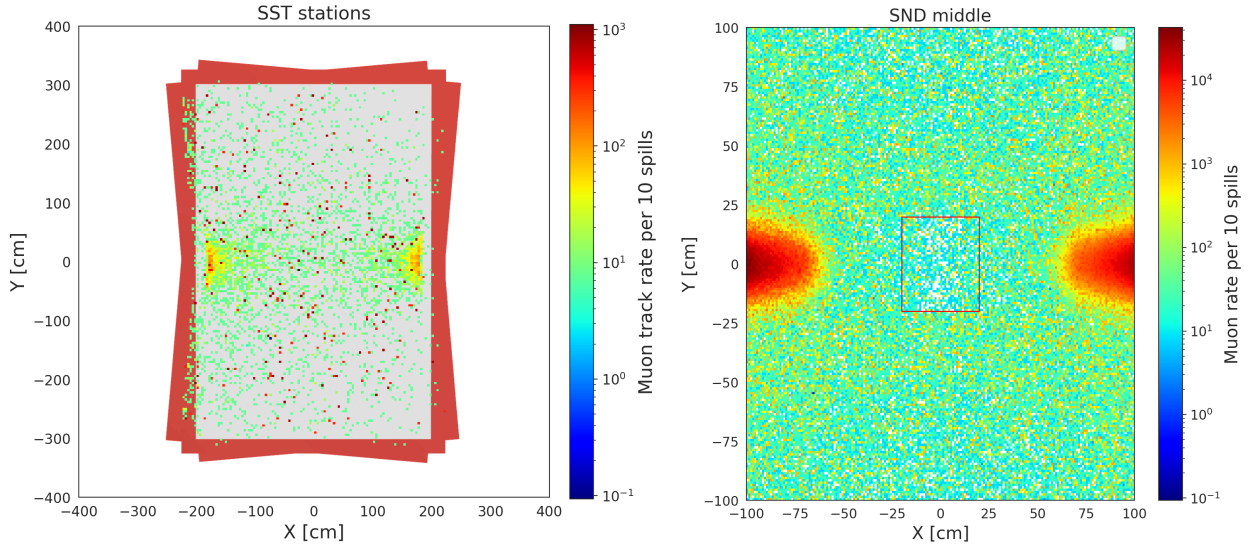 SST stations
400
300
200
100
0
−100
−200
−300
−400
Y [cm]
−400 −300 −200 −100 0 100 200 300 400
X [cm]
10³
10²
10¹
10⁰
10⁻¹
Muon track rate per 10 spills
SND middle
100
75
50
25
0
−25
−50
−75
−100
Y [cm]
−100 −75 −50 −25 0 25 50 75 100
X [cm]
10⁴
10³
10²
10¹
10⁰
10⁻¹
Muon rate per 10 spills